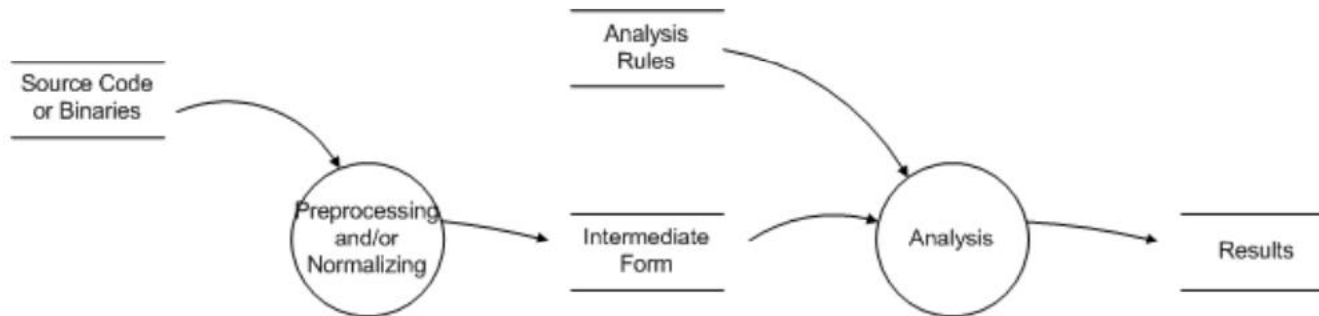 Source Code
or Binaries
Preprocessing
and/or
Normalizing
Analysis
Rules
Intermediate
Form
Analysis
Results